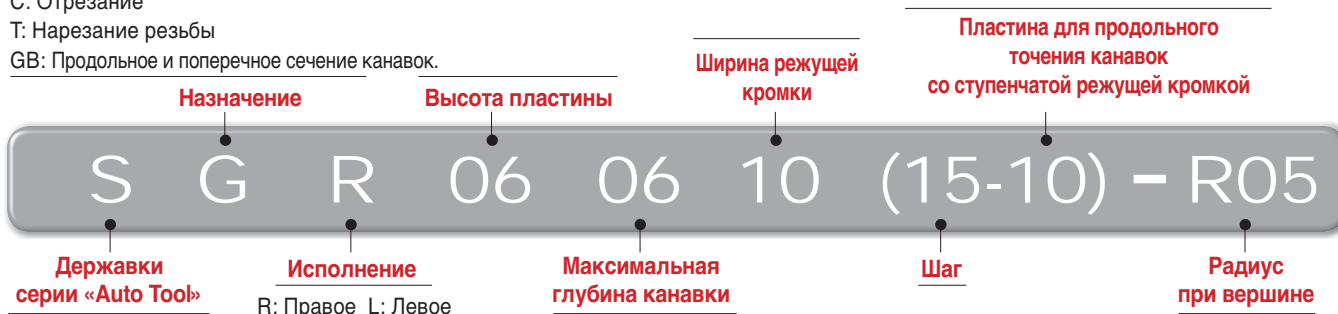 С: Отрезание
T: Нарезание резьбы
GB: Продольное и поперечное сечение канавок.
Назначение
Высота пластины
Ширина режущей
кромки
Пластина для продольного
точения канавок
со ступенчатой режущей кромкой
S G R 06 06 10 (15-10) – R05
Державки
серии «Auto Tool»
Исполнение
R: Правое L: Левое
Максимальная
глубина канавки
Шаг
Радиус
при вершине